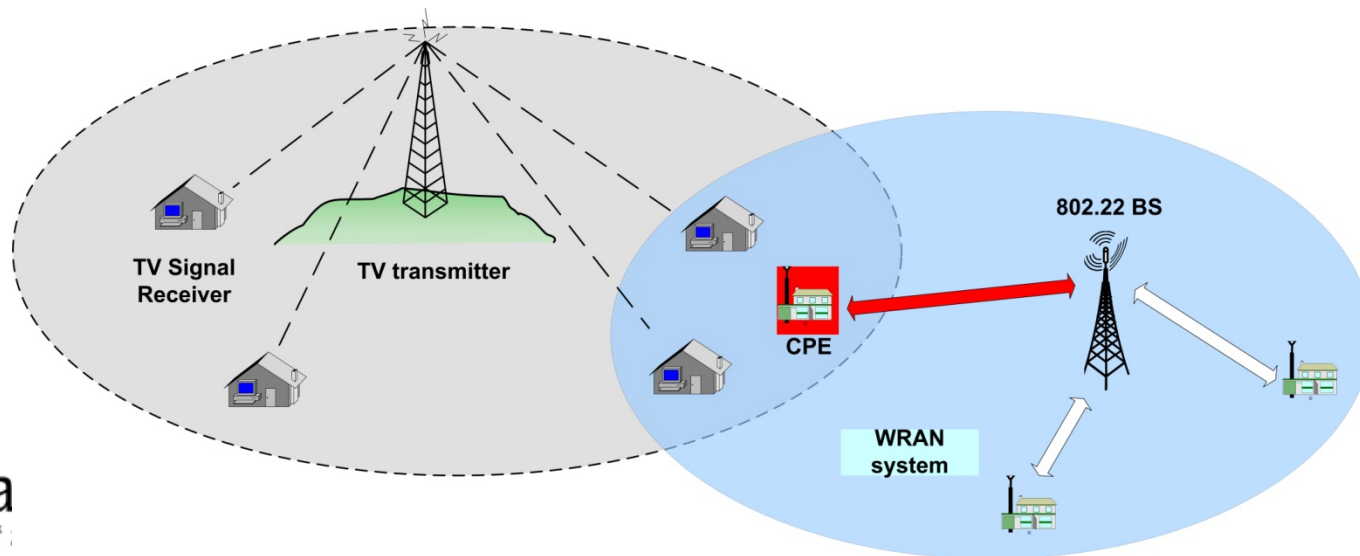 802.22 BS
TV Signal
Receiver
TV transmitter
CPE
WRAN
system
a